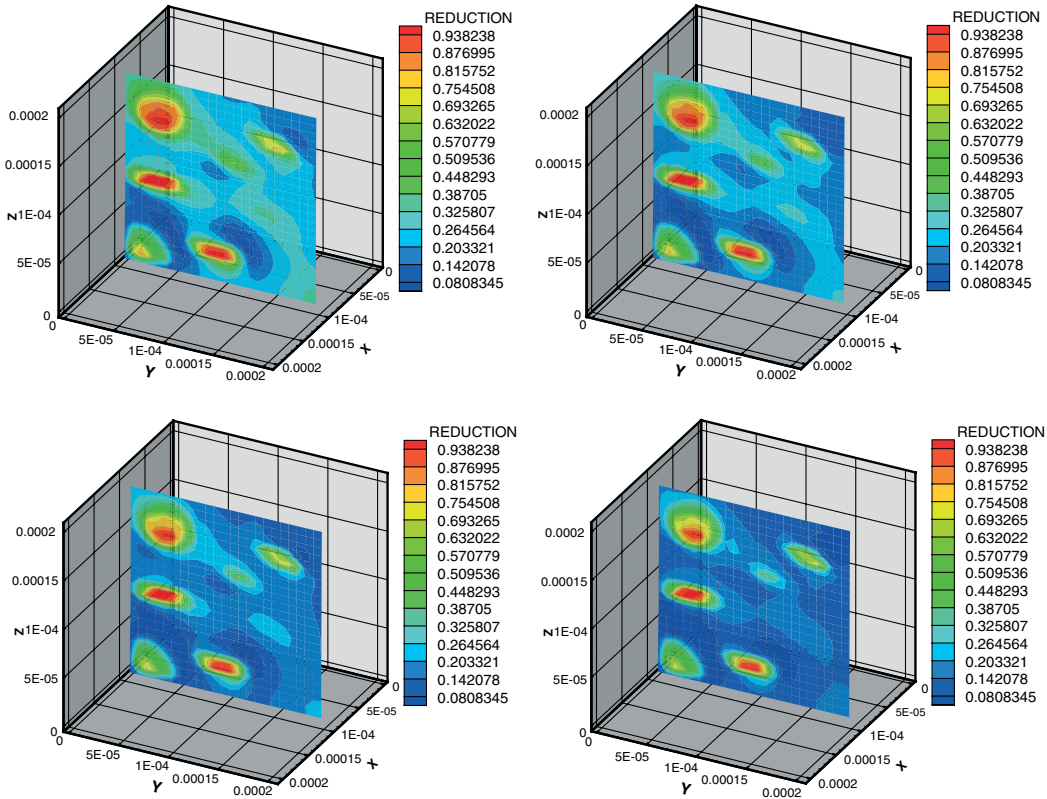 REDUCTION
0.938238
0.876995
0.815752
0.754508
0.693265
0.632022
0.570779
0.509536
0.448293
0.38705
0.325807
0.264564
0.203321
0.142078
0.0808345
0.0002
0.00015
Z
1E-04
5E-05
0
0
5E-05
1E-04
0.00015
0.0002
Y
0
5E-05
1E-04
0.00015
0.0002
X
REDUCTION
0.938238
0.876995
0.815752
0.754508
0.693265
0.632022
0.570779
0.509536
0.448293
0.38705
0.325807
0.264564
0.203321
0.142078
0.0808345
0.0002
0.00015
Z
1E-04
5E-05
0
0
5E-05
1E-04
0.00015
0.0002
Y
0
5E-05
1E-04
0.00015
0.0002
X
REDUCTION
0.938238
0.876995
0.815752
0.754508
0.693265
0.632022
0.570779
0.509536
0.448293
0.38705
0.325807
0.264564
0.203321
0.142078
0.0808345
0.0002
0.00015
Z
1E-04
5E-05
0
0
5E-05
1E-04
0.00015
0.0002
Y
0
5E-05
1E-04
0.00015
0.0002
X
REDUCTION
0.938238
0.876995
0.815752
0.754508
0.693265
0.632022
0.570779
0.509536
0.448293
0.38705
0.325807
0.264564
0.203321
0.142078
0.0808345
0.0002
0.00015
Z
1E-04
5E-05
0
0
5E-05
1E-04
0.00015
0.0002
Y
0
5E-05
1E-04
0.00015
0.0002
X